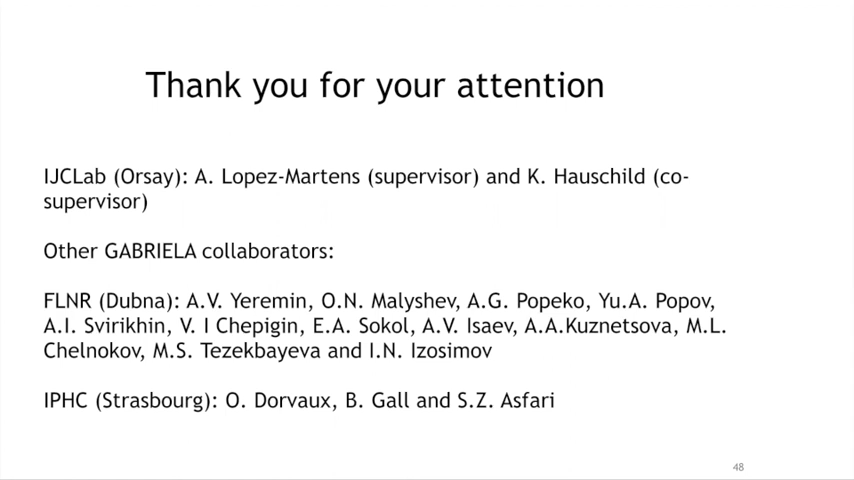 Thank you for your attention
IJCLab (Orsay): A. Lopez-Martens (supervisor) and K. Hauschild (co-
supervisor)
Other GABRIELA collaborators:
FLNR (Dubna): A.V. Yeremin, O.N. Malyshev, A.G. Popeko, Yu.A. Popov,
A.I. Svirikhin, V. I Chepigin, E.A. Sokol, A.V. Isaev, A.A.Kuznetsova, M.L.
Chelnokov, M.S. Tezekbayeva and I.N. Izosimov
IPHC (Strasbourg): O. Dorvaux, B. Gall and S.Z. Asfari
48